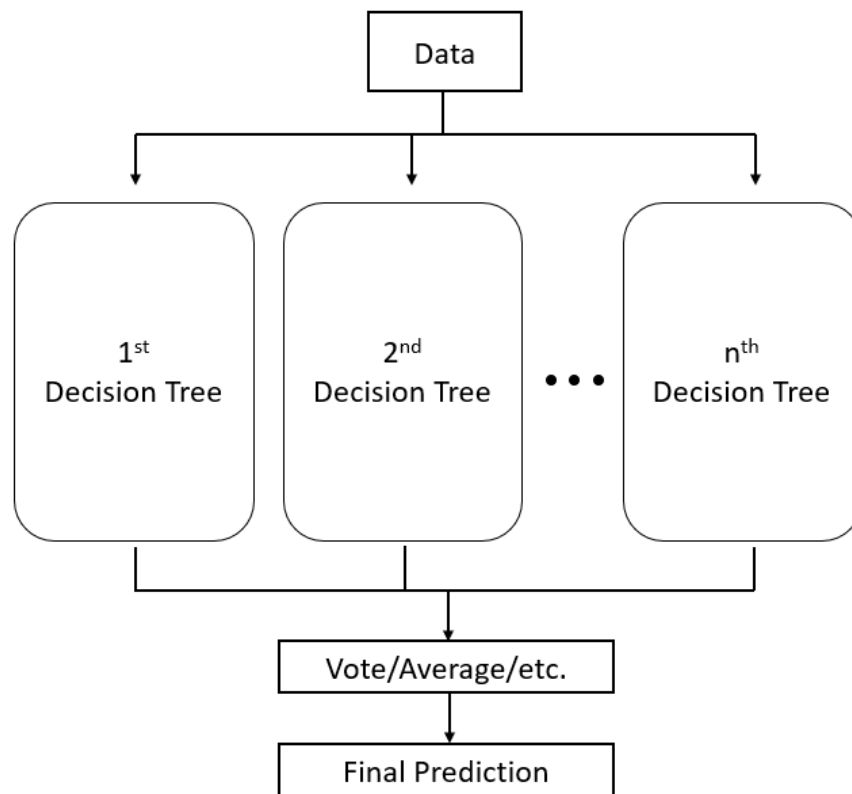 Data
1st
Decision Tree
2nd
Decision Tree
nth
Decision Tree
Vote/Average/etc.
Final Prediction